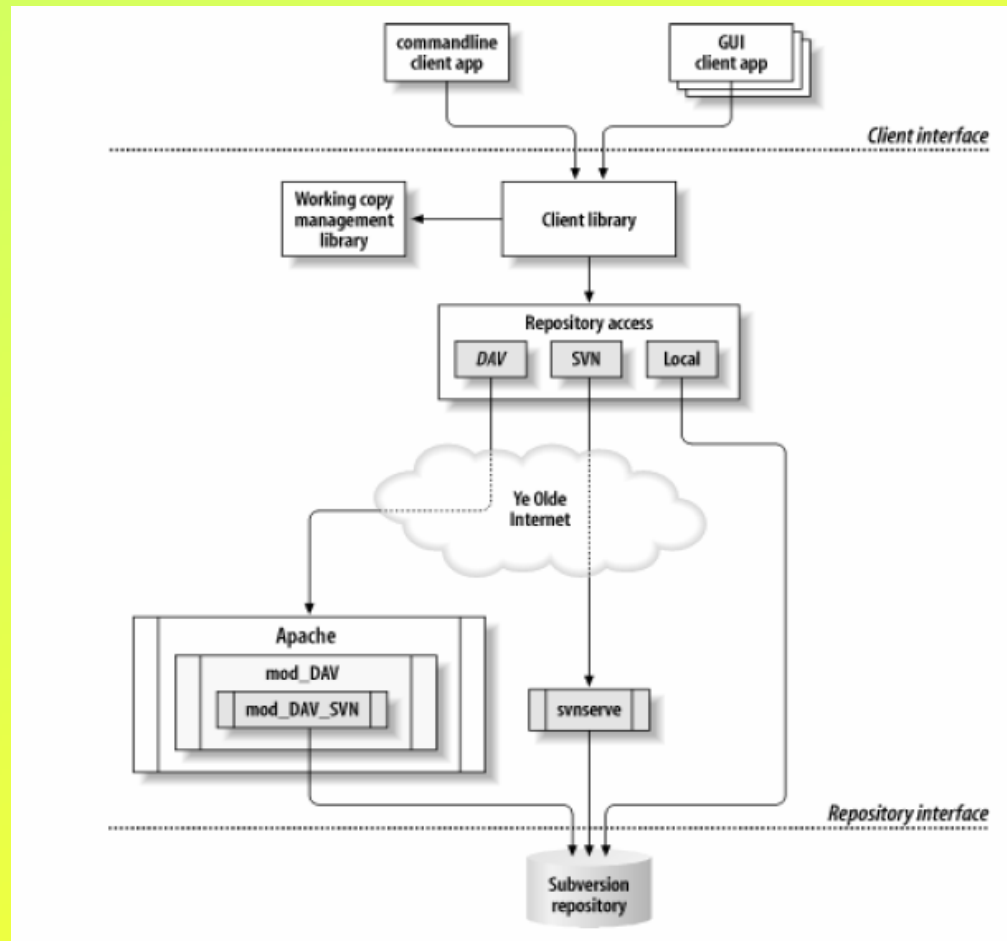 commandline
client app
GUI
client app
Client interface
Working copy
management
library
Client library
Repository access
DAV
SVN
Local
Ye Olde
Internet
Apache
mod_DAV
mod_DAV_SVN
svnserve
Repository interface
Subversion
repository